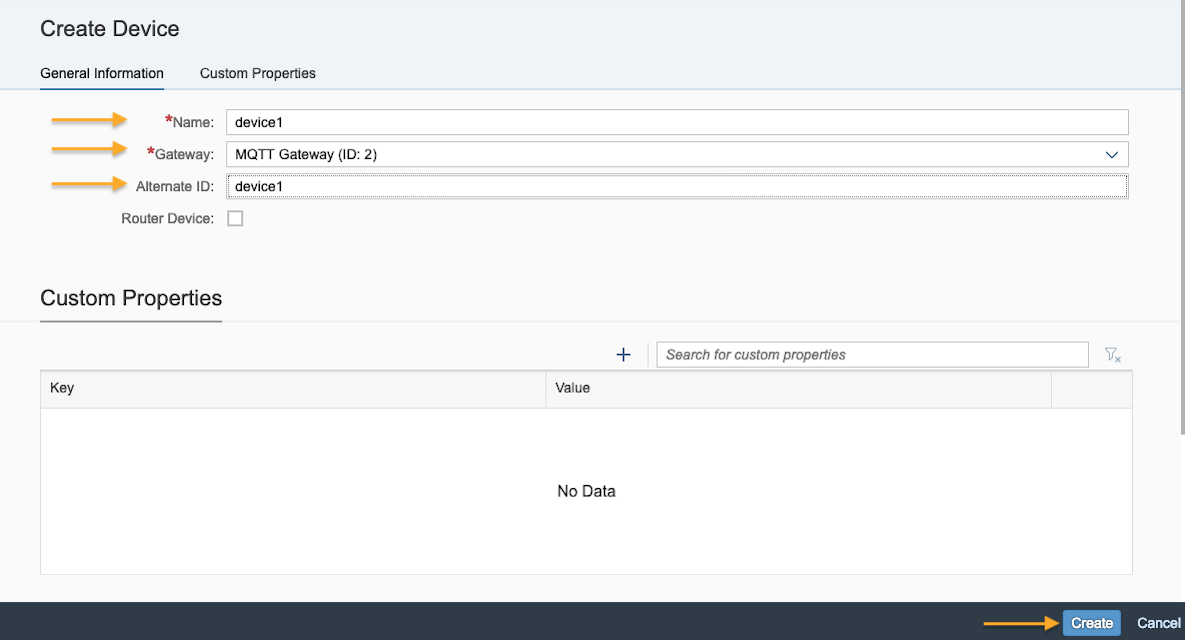 Create Device
General Information Custom Properties
*Name: device1
*Gateway: MQTT Gateway (ID: 2)
Alternate ID: device1
Router Device:
Custom Properties
+ Search for custom properties
Key Value
No Data
Create Cancel